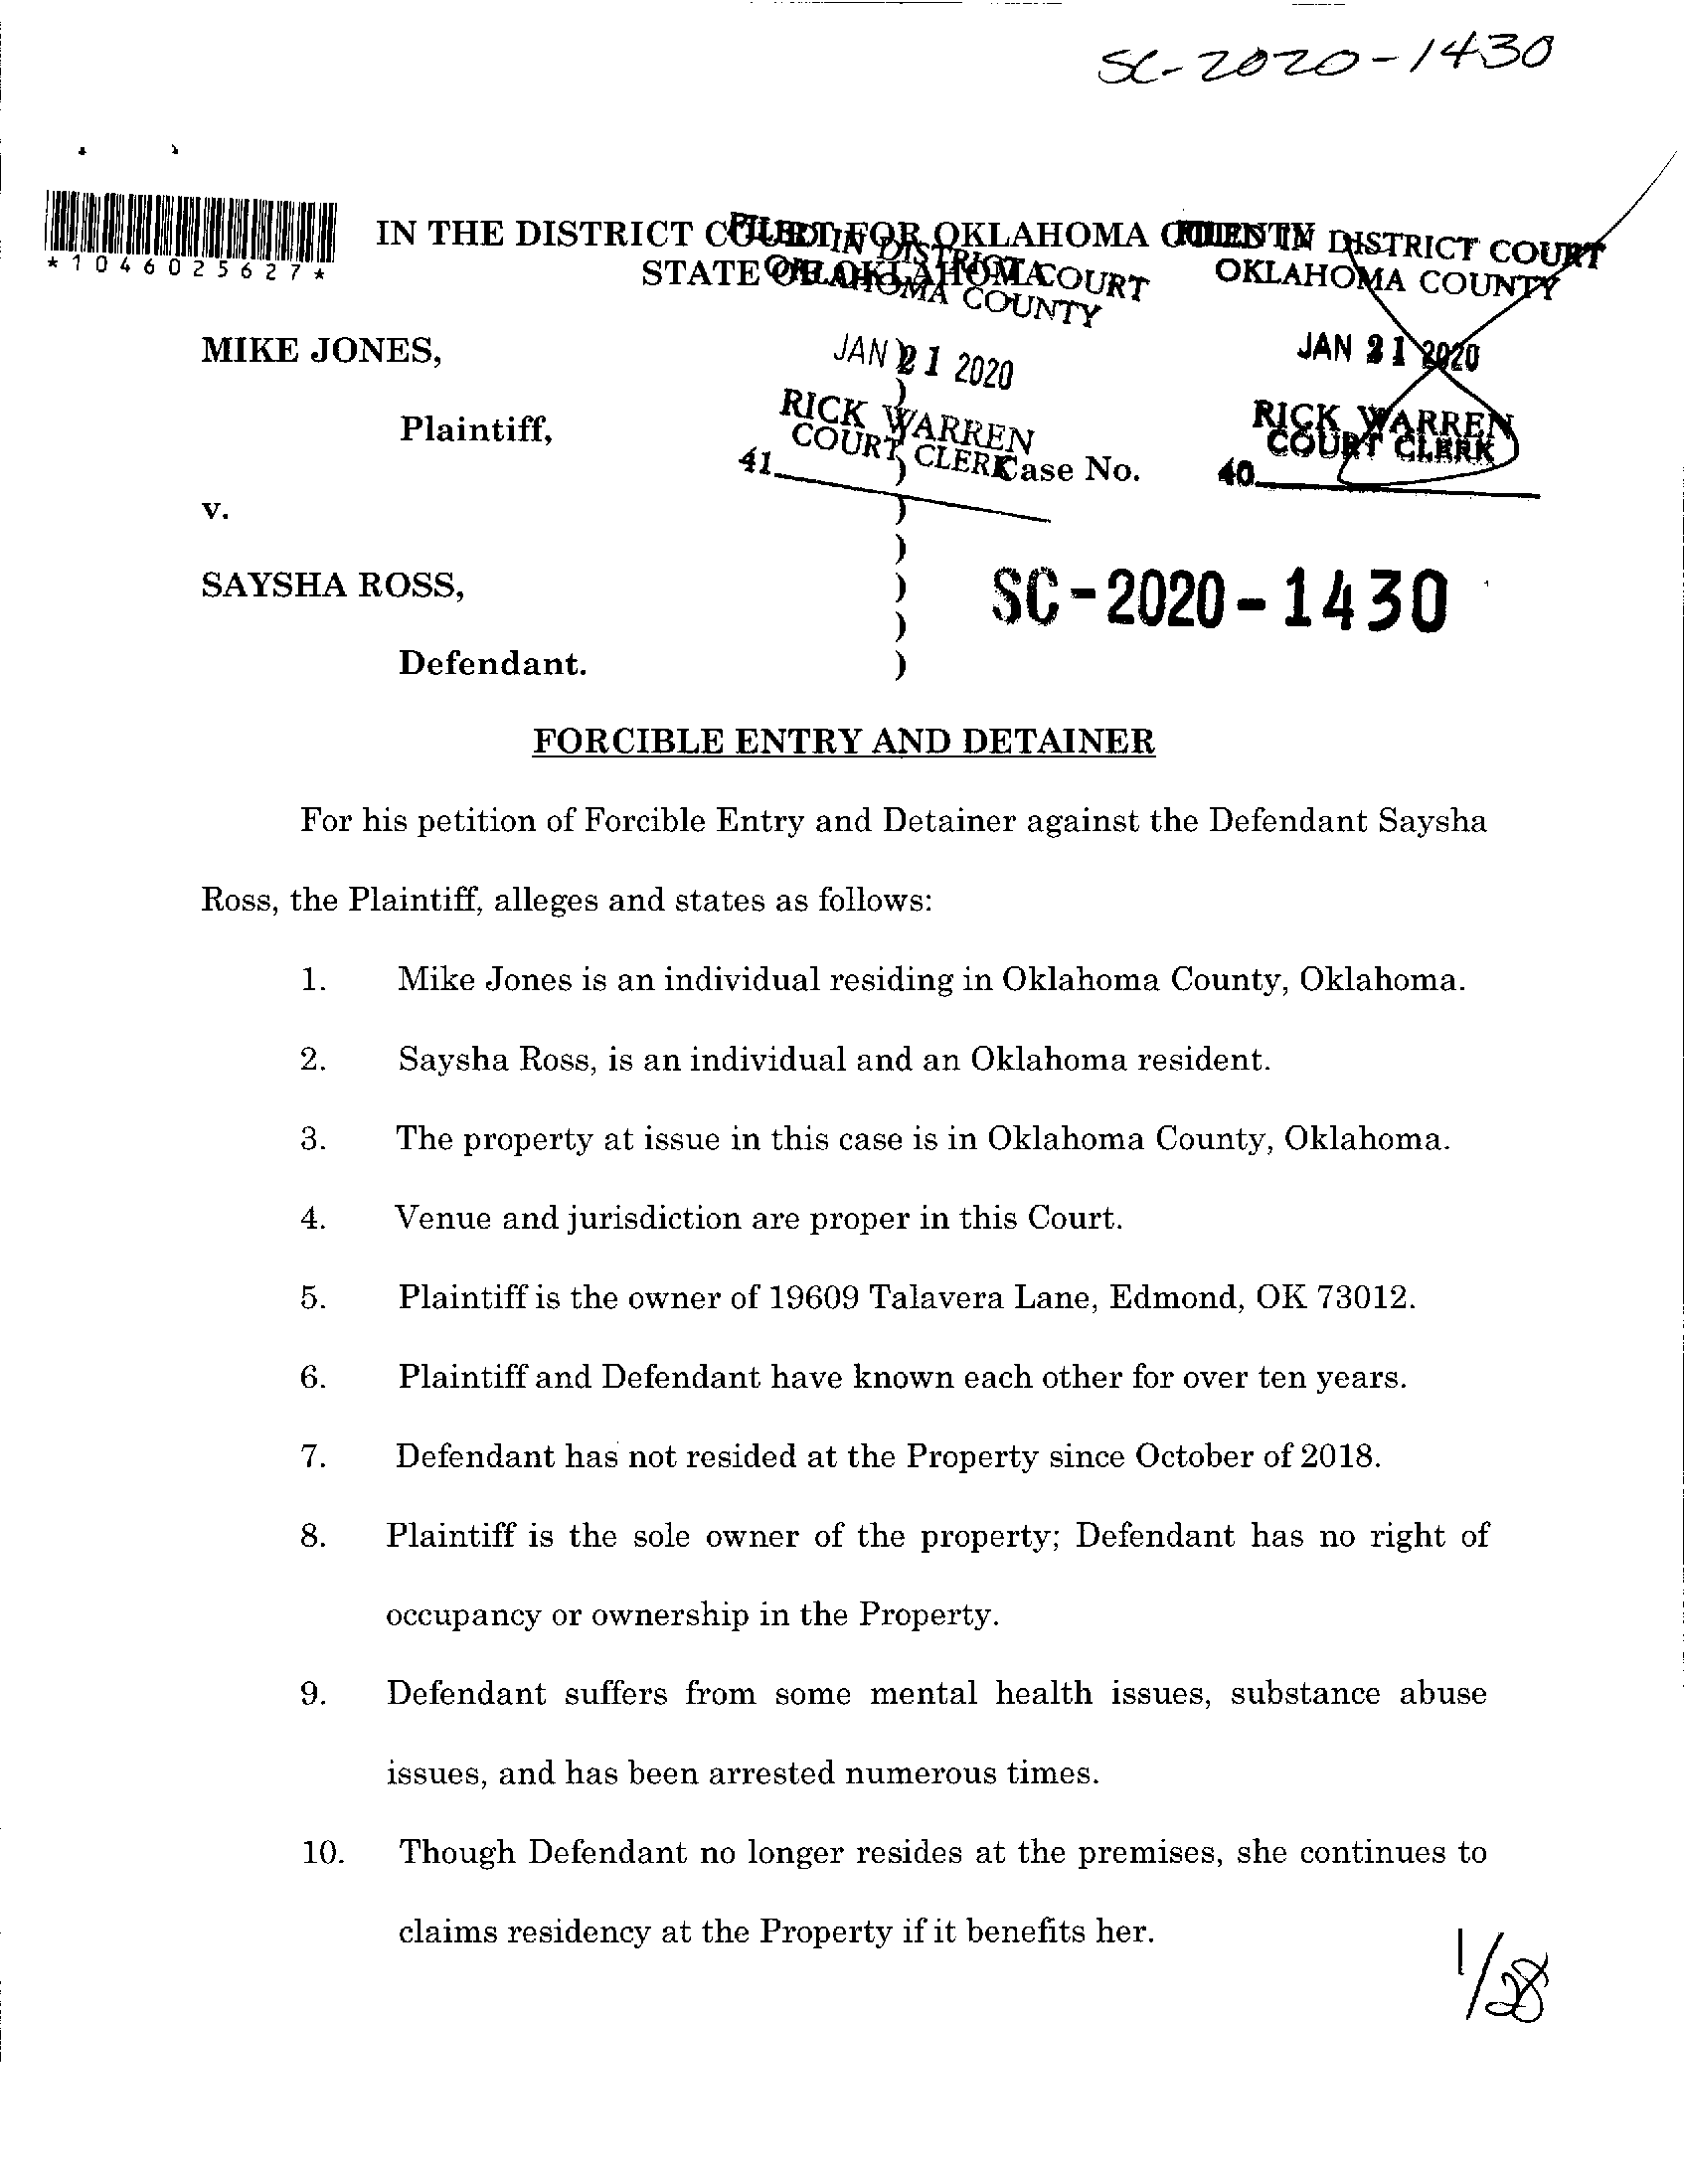 SC-2020-1430
*1046025627*
IN THE DISTRICT COURT FOR OKLAHOMA COUNTY
STATE OF OKLAHOMA
FILED IN DISTRICT COURT
OKLAHOMA COUNTY
JAN 21 2020
RICK WARREN
COURT CLERK
41
FILED IN DISTRICT COURT
OKLAHOMA COUNTY
JAN 21 2020
RICK WARREN
COURT CLERK
40
MIKE JONES,
)
Plaintiff,
)
) Case No.
v.
)
)
SAYSHA ROSS,
)
SC-2020-1430
)
Defendant.
)
FORCIBLE ENTRY AND DETAINER
For his petition of Forcible Entry and Detainer against the Defendant Saysha
Ross, the Plaintiff, alleges and states as follows:
1. Mike Jones is an individual residing in Oklahoma County, Oklahoma.
2. Saysha Ross, is an individual and an Oklahoma resident.
3. The property at issue in this case is in Oklahoma County, Oklahoma.
4. Venue and jurisdiction are proper in this Court.
5. Plaintiff is the owner of 19609 Talavera Lane, Edmond, OK 73012.
6. Plaintiff and Defendant have known each other for over ten years.
7. Defendant has not resided at the Property since October of 2018.
8. Plaintiff is the sole owner of the property; Defendant has no right of
occupancy or ownership in the Property.
9. Defendant suffers from some mental health issues, substance abuse
issues, and has been arrested numerous times.
10. Though Defendant no longer resides at the premises, she continues to
claims residency at the Property if it benefits her.
1/28